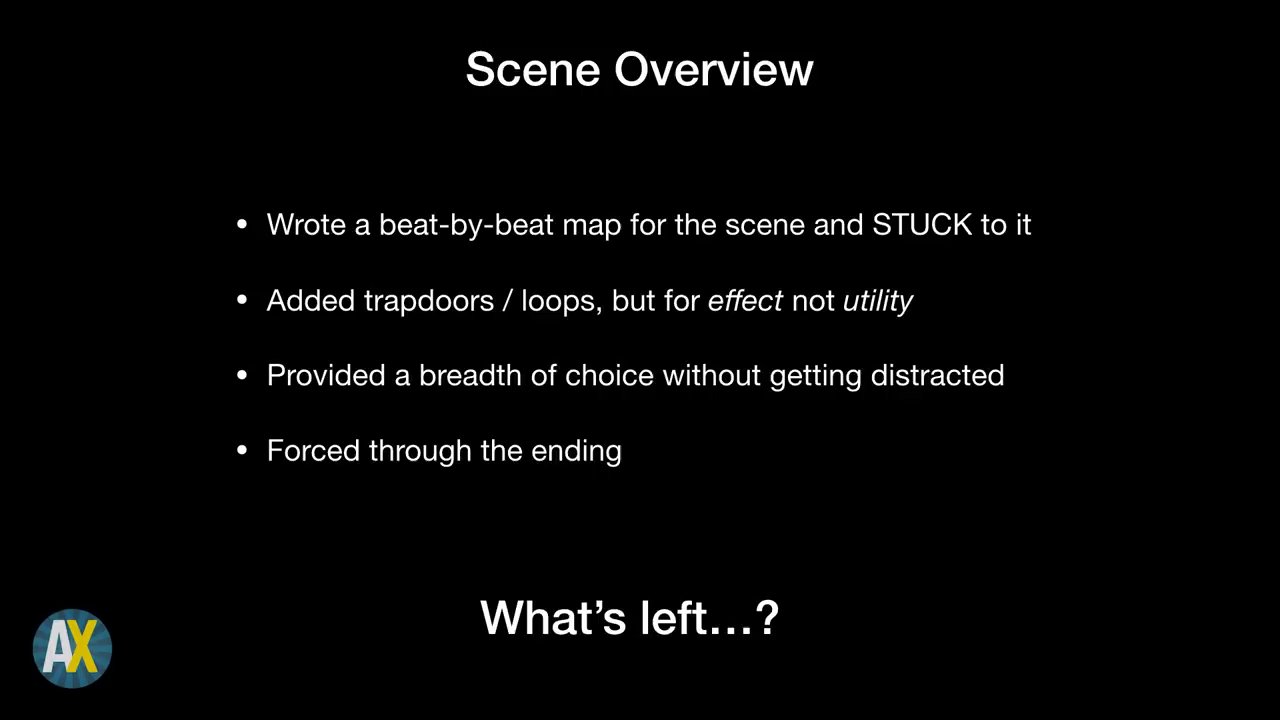 Scene Overview
• Wrote a beat-by-beat map for the scene and STUCK to it
• Added trapdoors / loops, but for effect not utility
• Provided a breadth of choice without getting distracted
• Forced through the ending
What’s left…?
AX